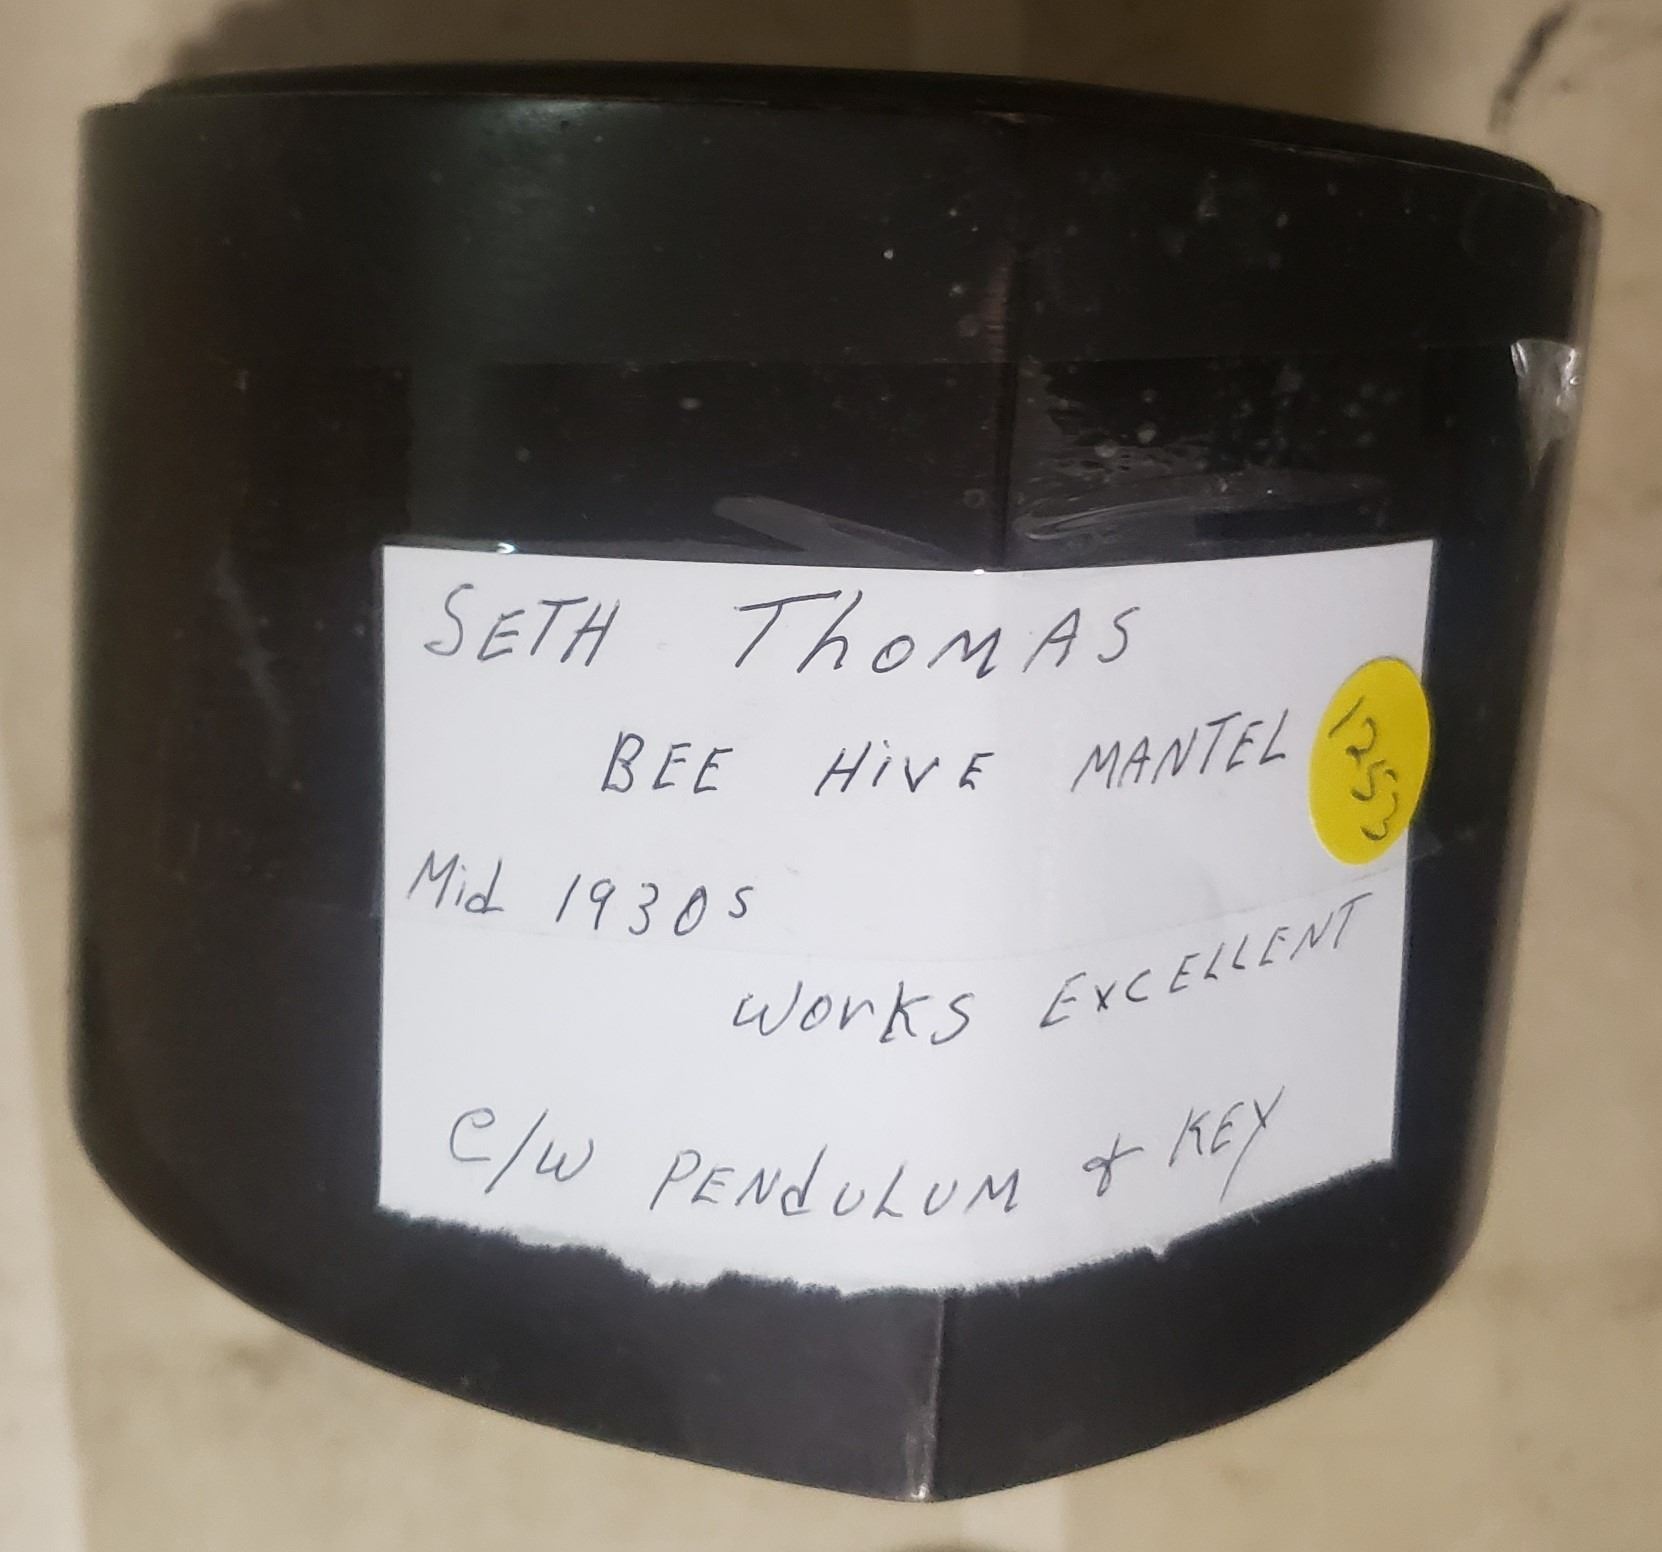 SETH ThomAS
BEE HivE MANTEL
1253
Mid 1930s
Works EXCELLENT
C/W PENdULUM & KEY